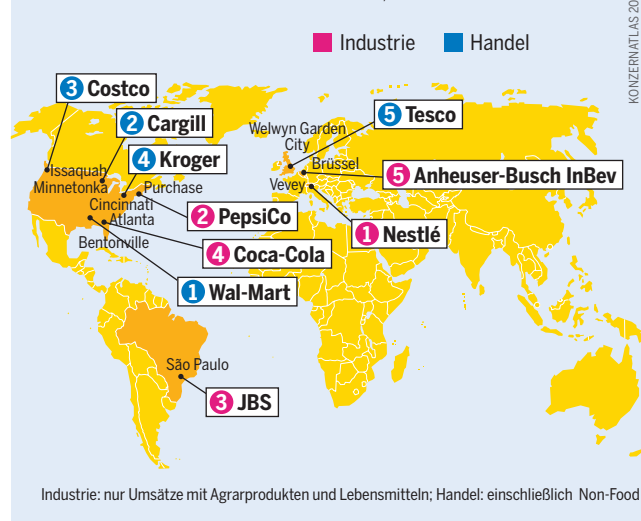 KONZERNATLAS 20
Industrie
Handel
3 Costco
2 Cargill
4 Kroger
Issaquah
Minnetonka
Cincinnati
Purchase
Atlanta
Bentonville
2 PepsiCo
4 Coca-Cola
1 Wal-Mart
Welwyn Garden
City
5 Tesco
Brüssel
5 Anheuser-Busch InBev
Vevey
1 Nestlé
São Paulo
3 JBS
Industrie: nur Umsätze mit Agrarprodukten und Lebensmitteln; Handel: einschließlich Non-Food